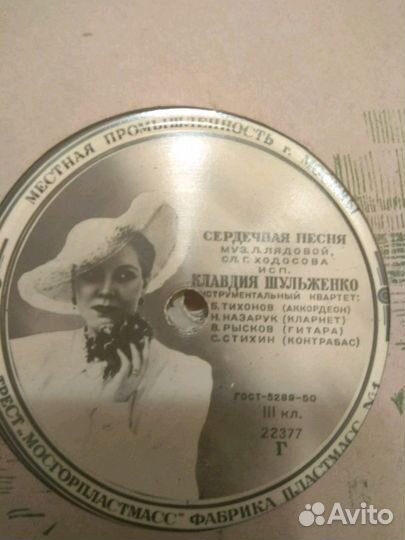 МЕСТНАЯ ПРОМЫШЛЕННОСТЬ г. МОСКВЫ
СЕРДЕЧНАЯ ПЕСНЯ
МУЗ. Л. ЛЯДОВОЙ,
СЛ. Г. ХОДОСОВА
ИСП.
КЛАВДИЯ ШУЛЬЖЕНКО
ИНСТРУМЕНТАЛЬНЫЙ КВАРТЕТ:
Б. ТИХОНОВ (АККОРДЕОН)
Н. НАЗАРУК (КЛАРНЕТ)
В. РЫСКОВ (ГИТАРА)
С. СТИХИН (КОНТРАБАС)
ГОСТ-5289-50
III кл.
22377
Г
ТРЕСТ „МОСГОРПЛАСТМАСС" ФАБРИКА ПЛАСТМАСС №1
Avito